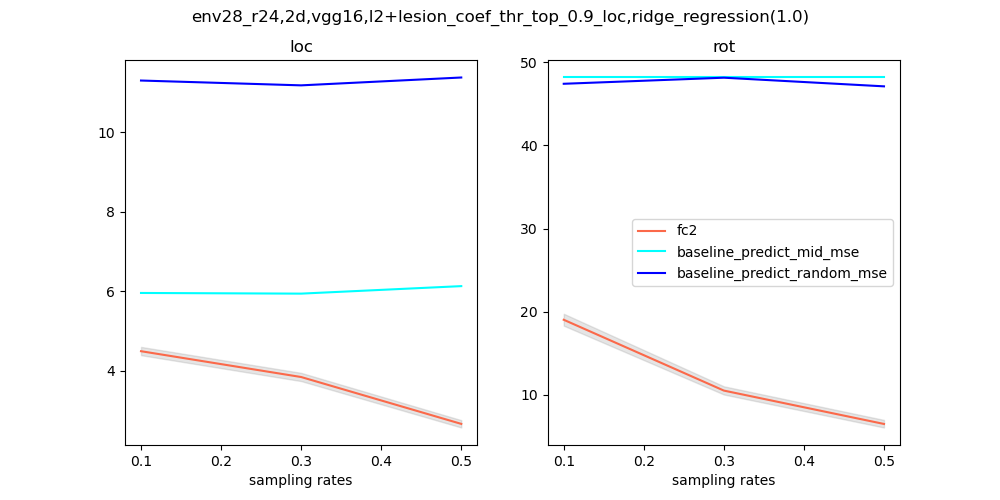 env28_r24,2d,vgg16,l2+lesion_coef_thr_top_0.9_loc,ridge_regression(1.0)
loc
10
8
6
4
0.1 0.2 0.3 0.4 0.5
sampling rates
rot
50
40
30
20
10
fc2
baseline_predict_mid_mse
baseline_predict_random_mse
0.1 0.2 0.3 0.4 0.5
sampling rates